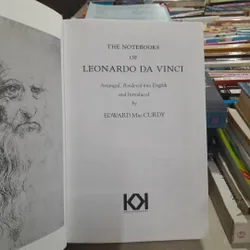 THE NOTEBOOKS
OF
LEONARDO DA VINCI
Arranged, Rendered into English
and Introduced
by
EDWARD MacCURDY